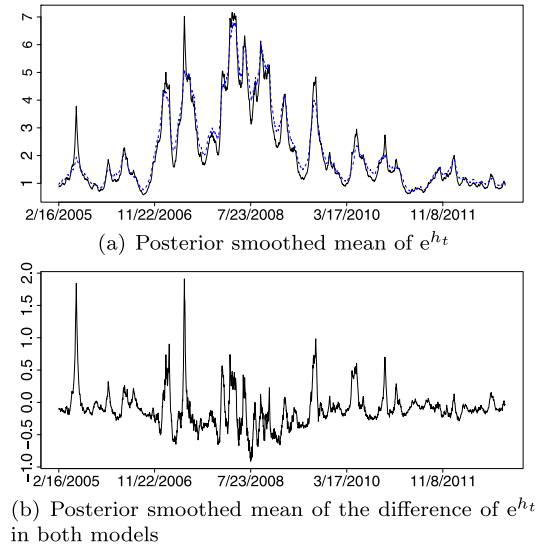 7
6
5
4
3
2
1
2/16/2005 11/22/2006 7/23/2008 3/17/2010 11/8/2011
(a) Posterior smoothed mean of e^{h_t}
2.0
1.5
1.0
0.5
0.0
−0.5
−1.0
2/16/2005 11/22/2006 7/23/2008 3/17/2010 11/8/2011
(b) Posterior smoothed mean of the difference of e^{h_t}
in both models